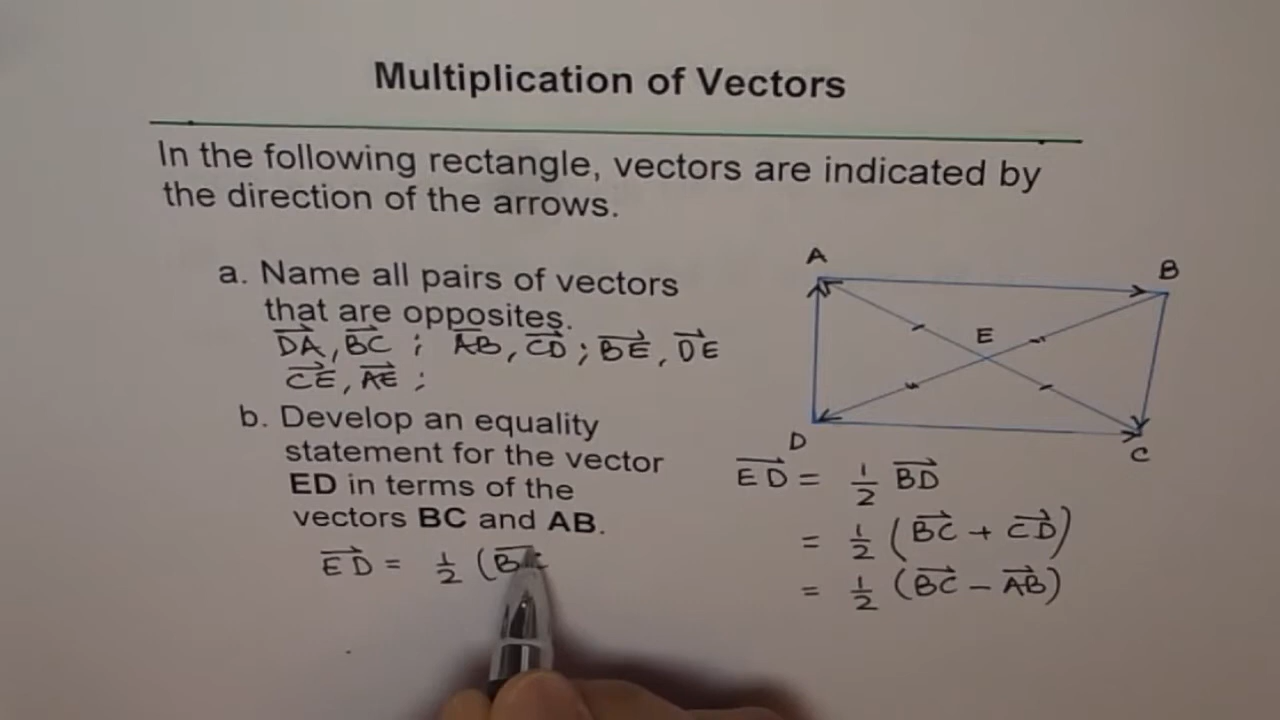 Multiplication of Vectors
In the following rectangle, vectors are indicated by
the direction of the arrows.
a. Name all pairs of vectors
that are opposites.
DA, BC ; AB, CD ; BE, DE
CE, AE ;
b. Develop an equality
statement for the vector
ED in terms of the
vectors BC and AB.
ED = 1/2 (B
A
B
E
D
C
ED = 1/2 BD
= 1/2 (BC + CD)
= 1/2 (BC - AB)